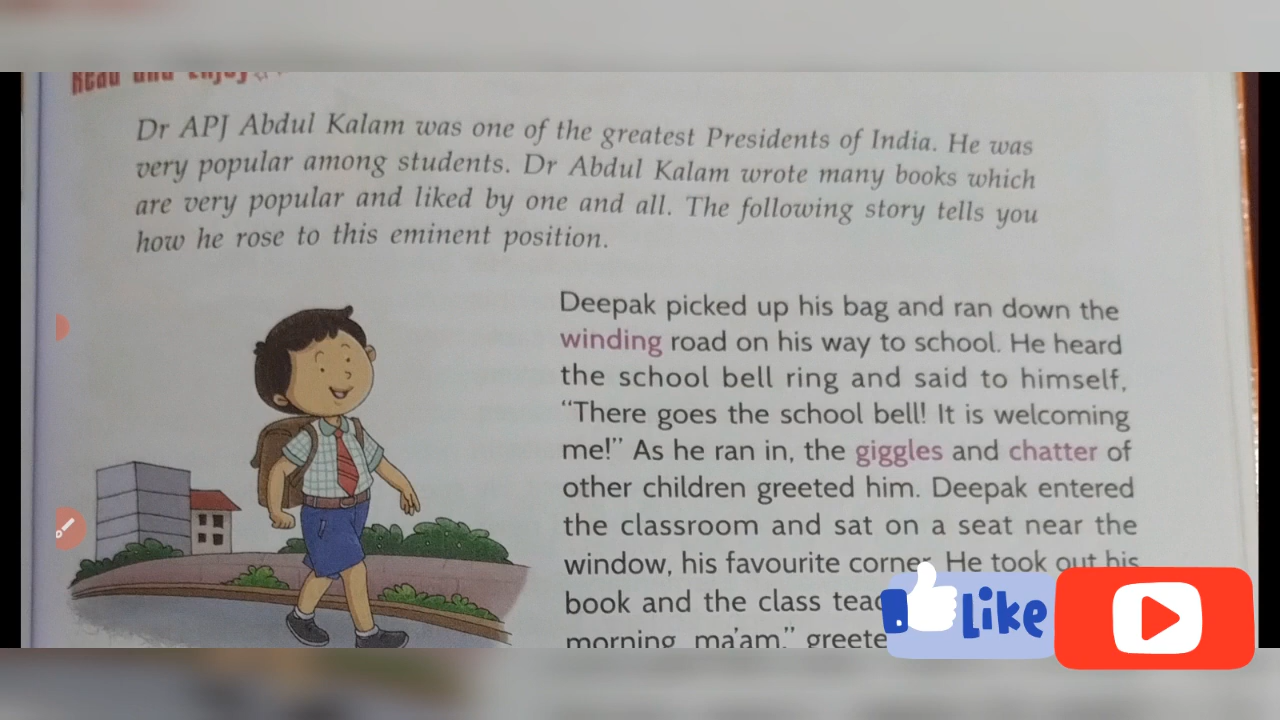 Read and Enjoy
Dr APJ Abdul Kalam was one of the greatest Presidents of India. He was
very popular among students. Dr Abdul Kalam wrote many books which
are very popular and liked by one and all. The following story tells you
how he rose to this eminent position.
Deepak picked up his bag and ran down the
winding road on his way to school. He heard
the school bell ring and said to himself,
“There goes the school bell! It is welcoming
me!” As he ran in, the giggles and chatter of
other children greeted him. Deepak entered
the classroom and sat on a seat near the
window, his favourite corner. He took out his
book and the class
morning, ma’am,”
Like